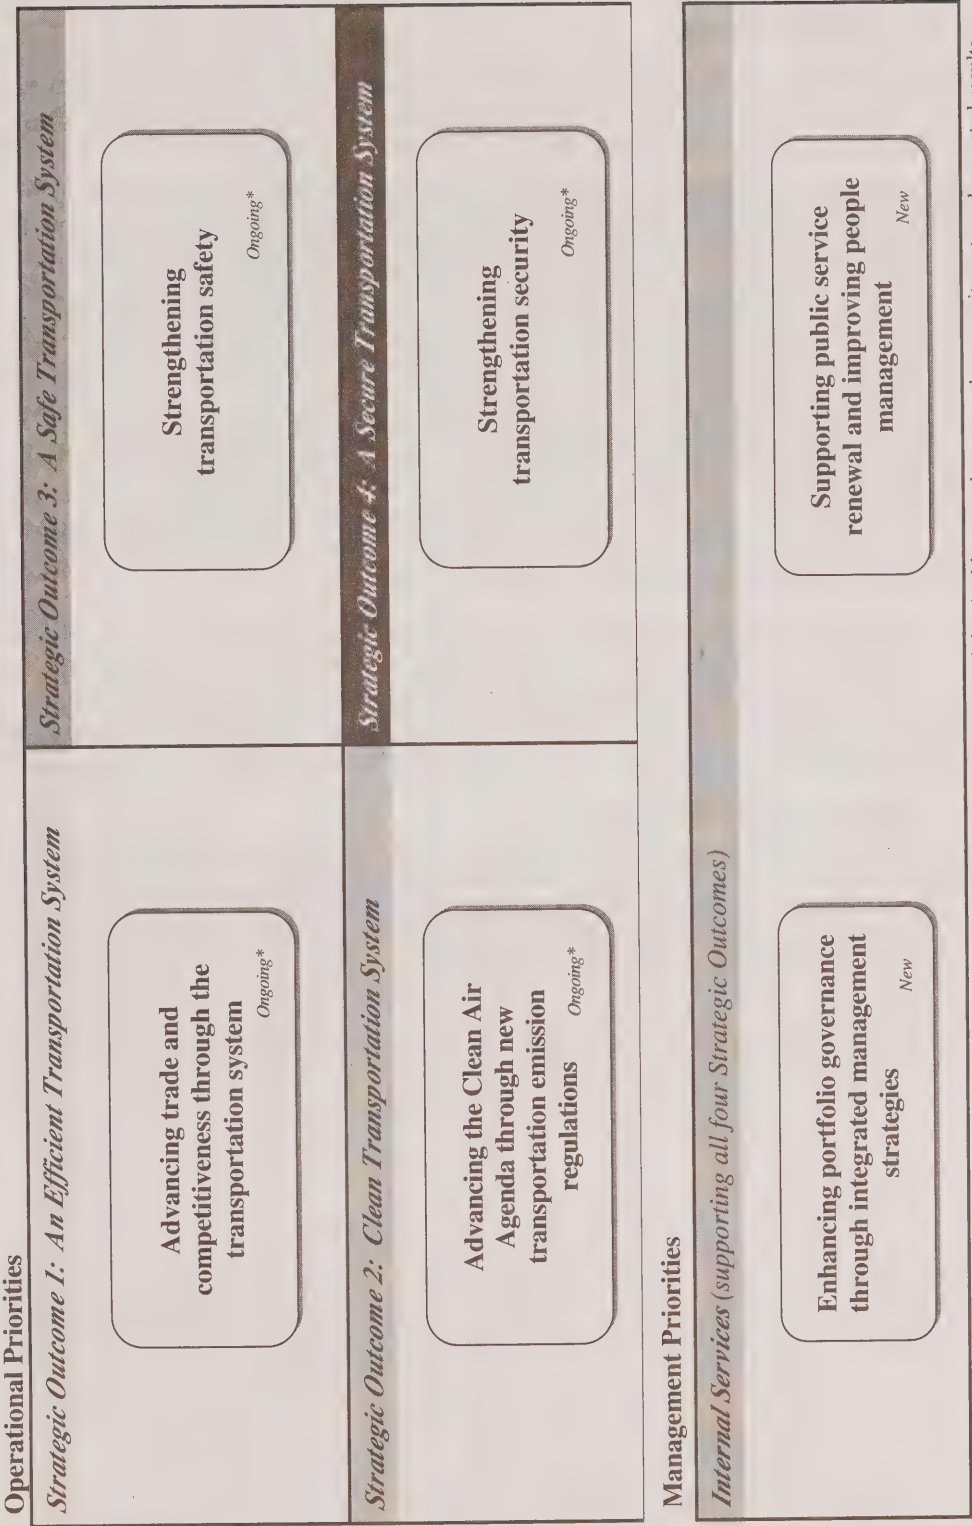 Operational Priorities
Strategic Outcome 1: An Efficient Transportation System
Advancing trade and
competitiveness through the
transportation system
Ongoing*
Strategic Outcome 3: A Safe Transportation System
Strengthening
transportation safety
Ongoing*
Strategic Outcome 2: Clean Transportation System
Advancing the Clean Air
Agenda through new
transportation emission
regulations
Ongoing*
Strategic Outcome 4: A Secure Transportation System
Strengthening
transportation security
Ongoing*
Management Priorities
Internal Services (supporting all four Strategic Outcomes)
Enhancing portfolio governance
through integrated management
strategies
New
Supporting public service
renewal and improving people
management
New